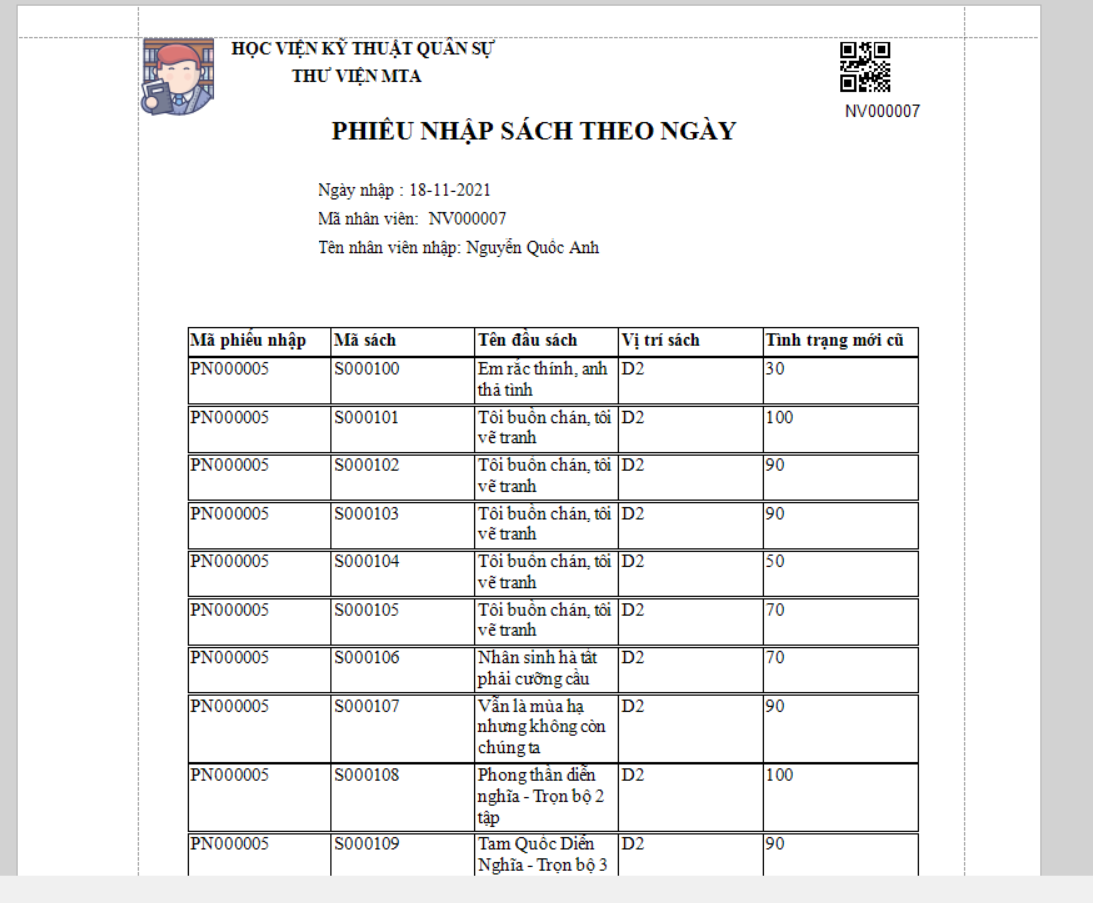 HỌC VIỆN KỸ THUẬT QUÂN SỰ
THƯ VIỆN MTA
NV000007
PHIẾU NHẬP SÁCH THEO NGÀY
Ngày nhập : 18-11-2021
Mã nhân viên: NV000007
Tên nhân viên nhập: Nguyễn Quốc Anh
Mã phiếu nhập Mã sách Tên đầu sách Vị trí sách Tình trạng mới cũ
PN000005 S000100 Em rắc thính, anh D2 30
thả tình
PN000005 S000101 Tôi buồn chán, tôi D2 100
vẽ tranh
PN000005 S000102 Tôi buồn chán, tôi D2 90
vẽ tranh
PN000005 S000103 Tôi buồn chán, tôi D2 90
vẽ tranh
PN000005 S000104 Tôi buồn chán, tôi D2 50
vẽ tranh
PN000005 S000105 Tôi buồn chán, tôi D2 70
vẽ tranh
PN000005 S000106 Nhân sinh hà tất D2 70
phải cưỡng cầu
PN000005 S000107 Vẫn là mùa hạ D2 90
nhưng không còn
chúng ta
PN000005 S000108 Phong thần diễn D2 100
nghĩa - Trọn bộ 2
tập
PN000005 S000109 Tam Quốc Diễn D2 90
Nghĩa - Trọn bộ 3